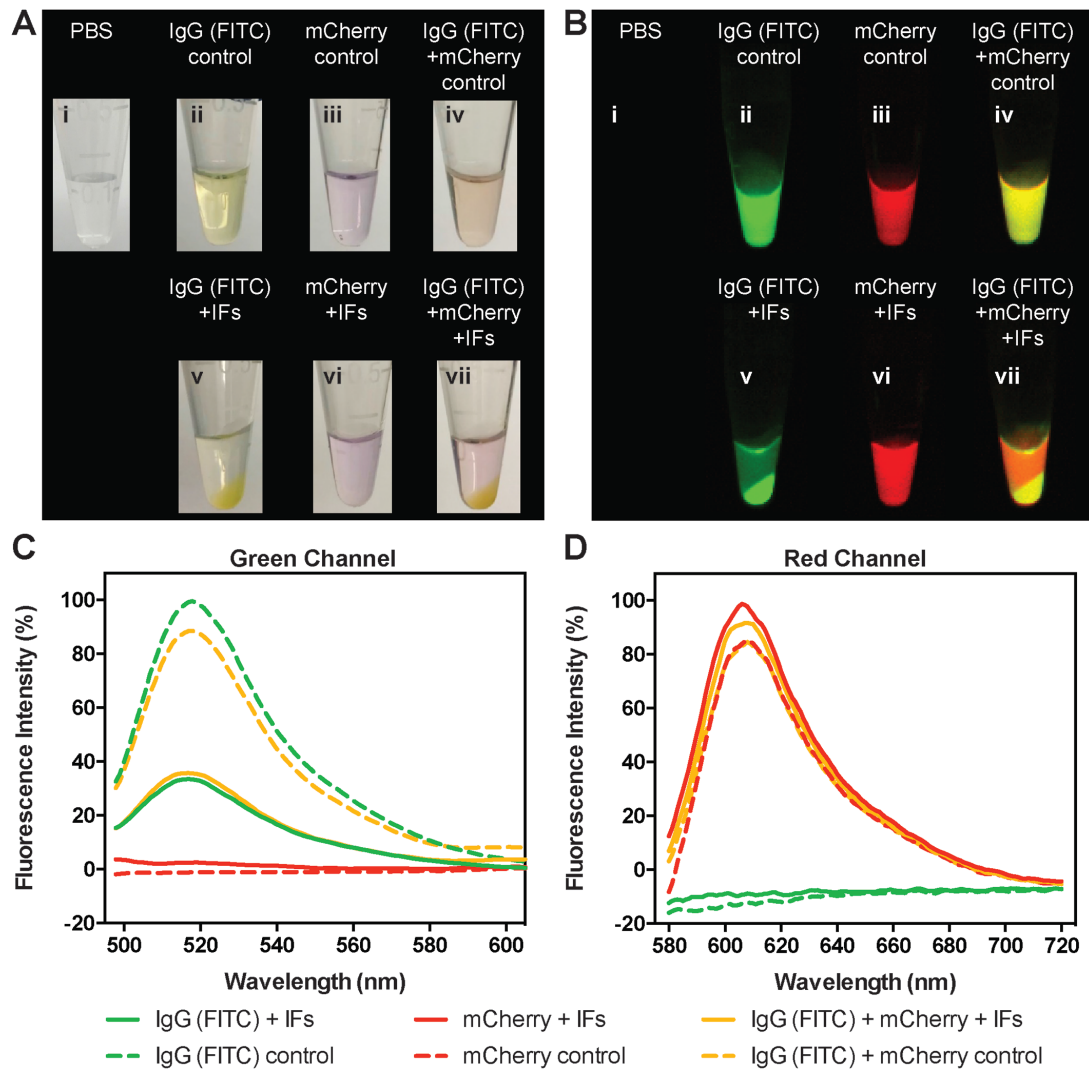 A
PBS
IgG (FITC)
control
mCherry
control
IgG (FITC)
+mCherry
control
i
ii
iii
iv
IgG (FITC)
+IFs
mCherry
+IFs
IgG (FITC)
+mCherry
+IFs
v
vi
vii
B
PBS
IgG (FITC)
control
mCherry
control
IgG (FITC)
+mCherry
control
i
ii
iii
iv
IgG (FITC)
+IFs
mCherry
+IFs
IgG (FITC)
+mCherry
+IFs
v
vi
vii
C
Green Channel
Fluorescence Intensity (%)
100
80
60
40
20
0
-20
500 520 540 560 580 600
Wavelength (nm)
D
Red Channel
Fluorescence Intensity (%)
100
80
60
40
20
0
-20
580 600 620 640 660 680 700 720
Wavelength (nm)
IgG (FITC) + IFs
mCherry + IFs
IgG (FITC) + mCherry + IFs
IgG (FITC) control
mCherry control
IgG (FITC) + mCherry control